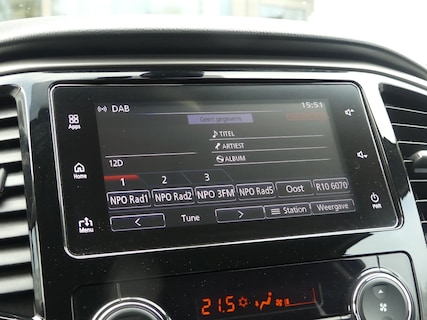 DAB 15:51
Geen gegevens
TITEL
ARTIEST
12D ALBUM
1 2 3
NPO Rad1 NPO Rad2 NPO 3FM NPO Rad5 Oost R10 6070
Tune Station Weergave
Apps
Home
Menu
PWR
21.5